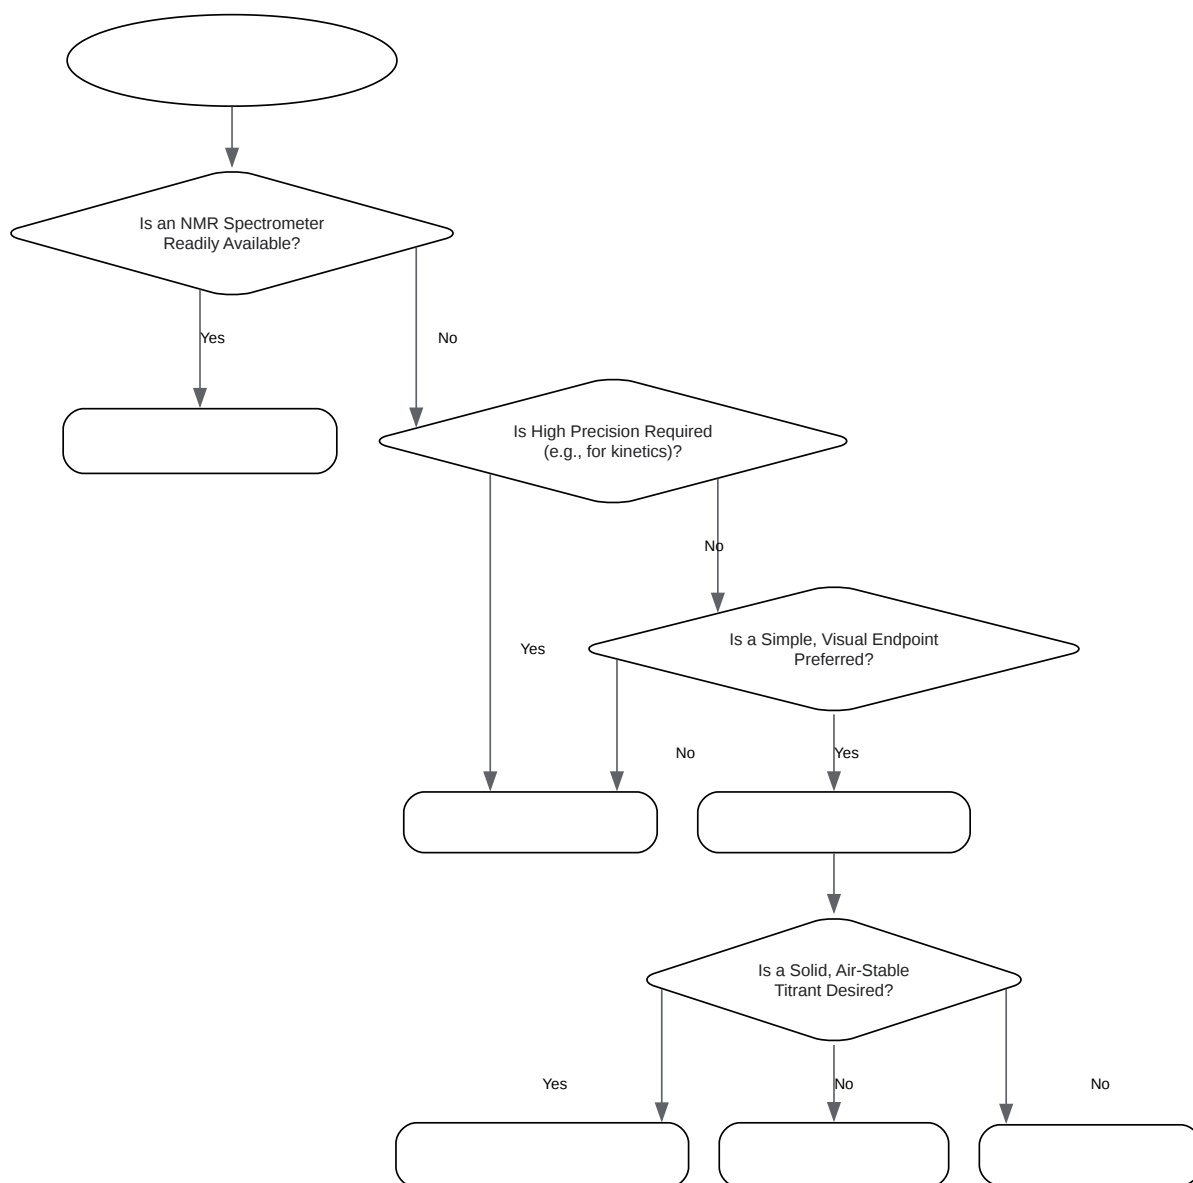 Is an NMR Spectrometer
Readily Available?
Yes
No
Is High Precision Required
(e.g., for kinetics)?
No
Yes
Is a Simple, Visual Endpoint
Preferred?
No
Yes
Is a Solid, Air-Stable
Titrant Desired?
Yes
No
No